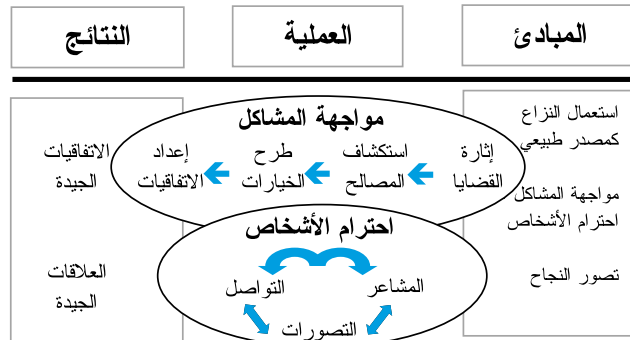 المبادئ
العملية
النتائج
استعمال النزاع
كمصدر طبيعي
مواجهة المشاكل
احترام الأشخاص
تصور النجاح
مواجهة المشاكل
إثارة
القضايا
استكشاف
المصالح
طرح
الخيارات
إعداد
الاتفاقيات
احترام الأشخاص
المشاعر
التواصل
التصورات
الاتفاقيات
الجيدة
العلاقات
الجيدة